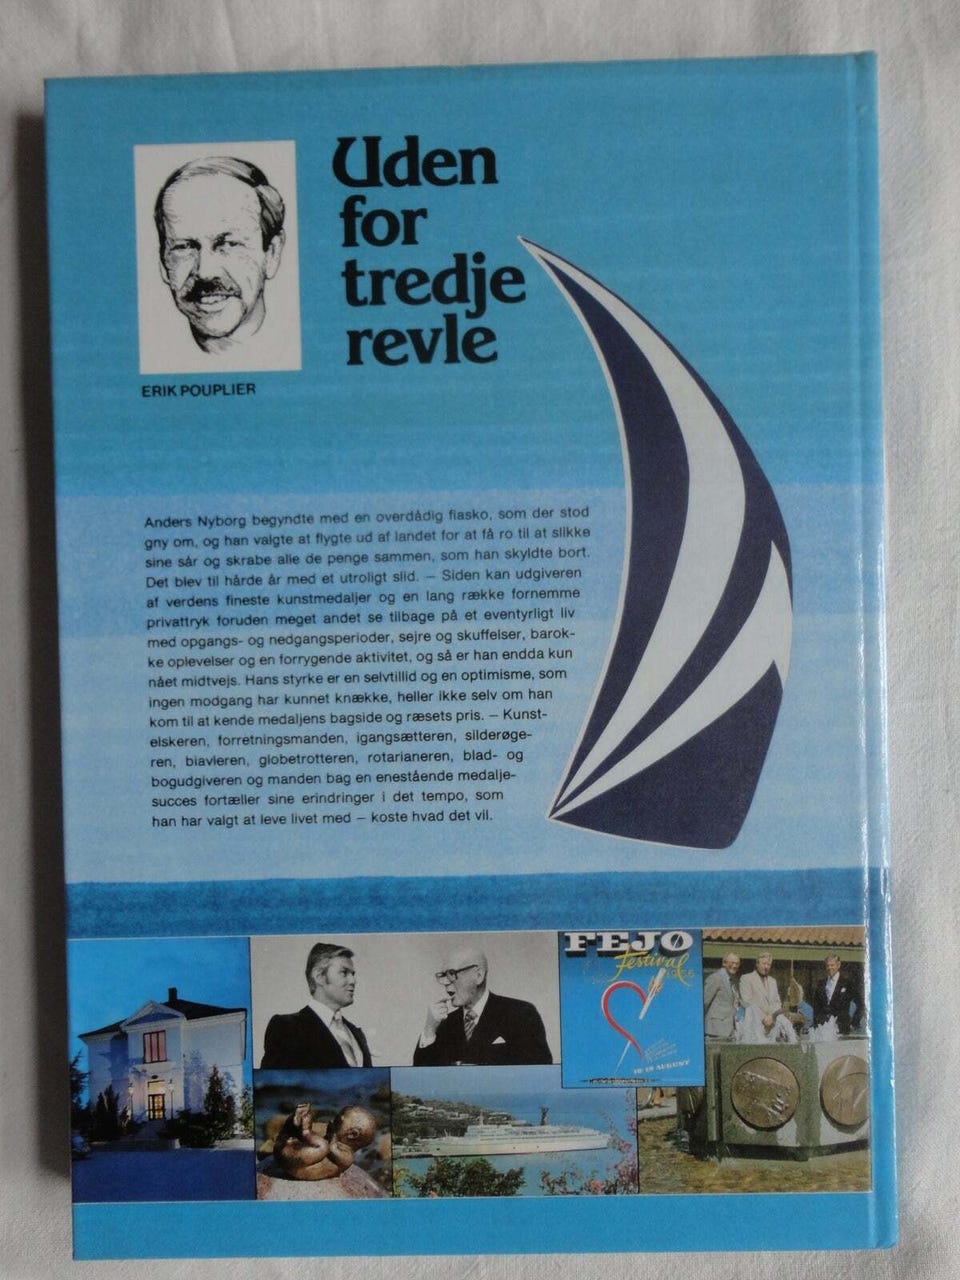 Uden
for
tredje
revle
ERIK POUPLIER
Anders Nyborg begyndte med en overdådig fiasko, som der stod
gny om, og han valgte at flygte ud af landet for at få ro til at slikke
sine sår og skrabe alle de penge sammen, som han skyldte bort.
Det blev til hårde år med et utroligt slid. – Siden kan udgiveren
af verdens fineste kunstmedaljer og en lang række fornemme
privattryk foruden meget andet se tilbage på et eventyrligt liv
med opgangs- og nedgangsperioder, sejre og skuffelser, barok-
ke oplevelser og en forrygende aktivitet, og så er han endda kun
nået midtvejs. Hans styrke er en selvtillid og en optimisme, som
ingen modgang har kunnet knække, heller ikke selv om han
kom til at kende medaljens bagside og ræsets pris. – Kunst-
elskeren, forretningsmanden, igangsætteren, silderøge-
ren, biavleren, globetrotteren, rotarianeren, blad- og
bogudgiveren og manden bag en enestående medalje-
succes fortæller sine erindringer i det tempo, som
han har valgt at leve livet med – koste hvad det vil.
FEJØ
Festival
1966
10-18 AUGUST